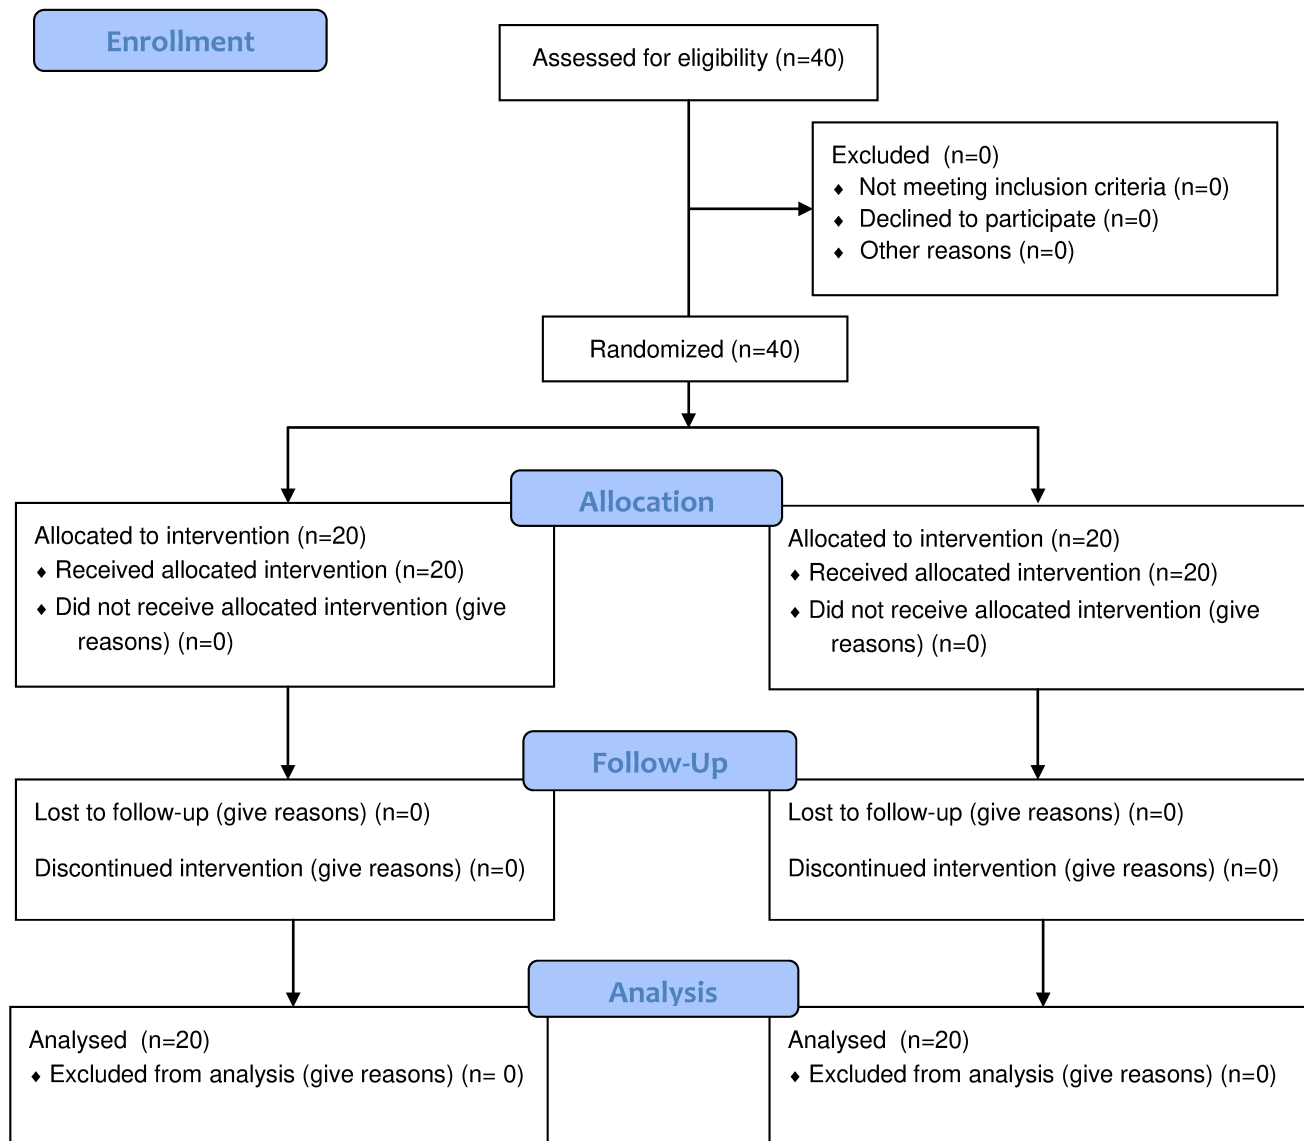 Enrollment
Assessed for eligibility (n=40)
Excluded (n=0)
♦ Not meeting inclusion criteria (n=0)
♦ Declined to participate (n=0)
♦ Other reasons (n=0)
Randomized (n=40)
Allocation
Allocated to intervention (n=20)
♦ Received allocated intervention (n=20)
♦ Did not receive allocated intervention (give
reasons) (n=0)
Allocated to intervention (n=20)
♦ Received allocated intervention (n=20)
♦ Did not receive allocated intervention (give
reasons) (n=0)
Follow-Up
Lost to follow-up (give reasons) (n=0)
Discontinued intervention (give reasons) (n=0)
Lost to follow-up (give reasons) (n=0)
Discontinued intervention (give reasons) (n=0)
Analysis
Analysed (n=20)
♦ Excluded from analysis (give reasons) (n= 0)
Analysed (n=20)
♦ Excluded from analysis (give reasons) (n=0)